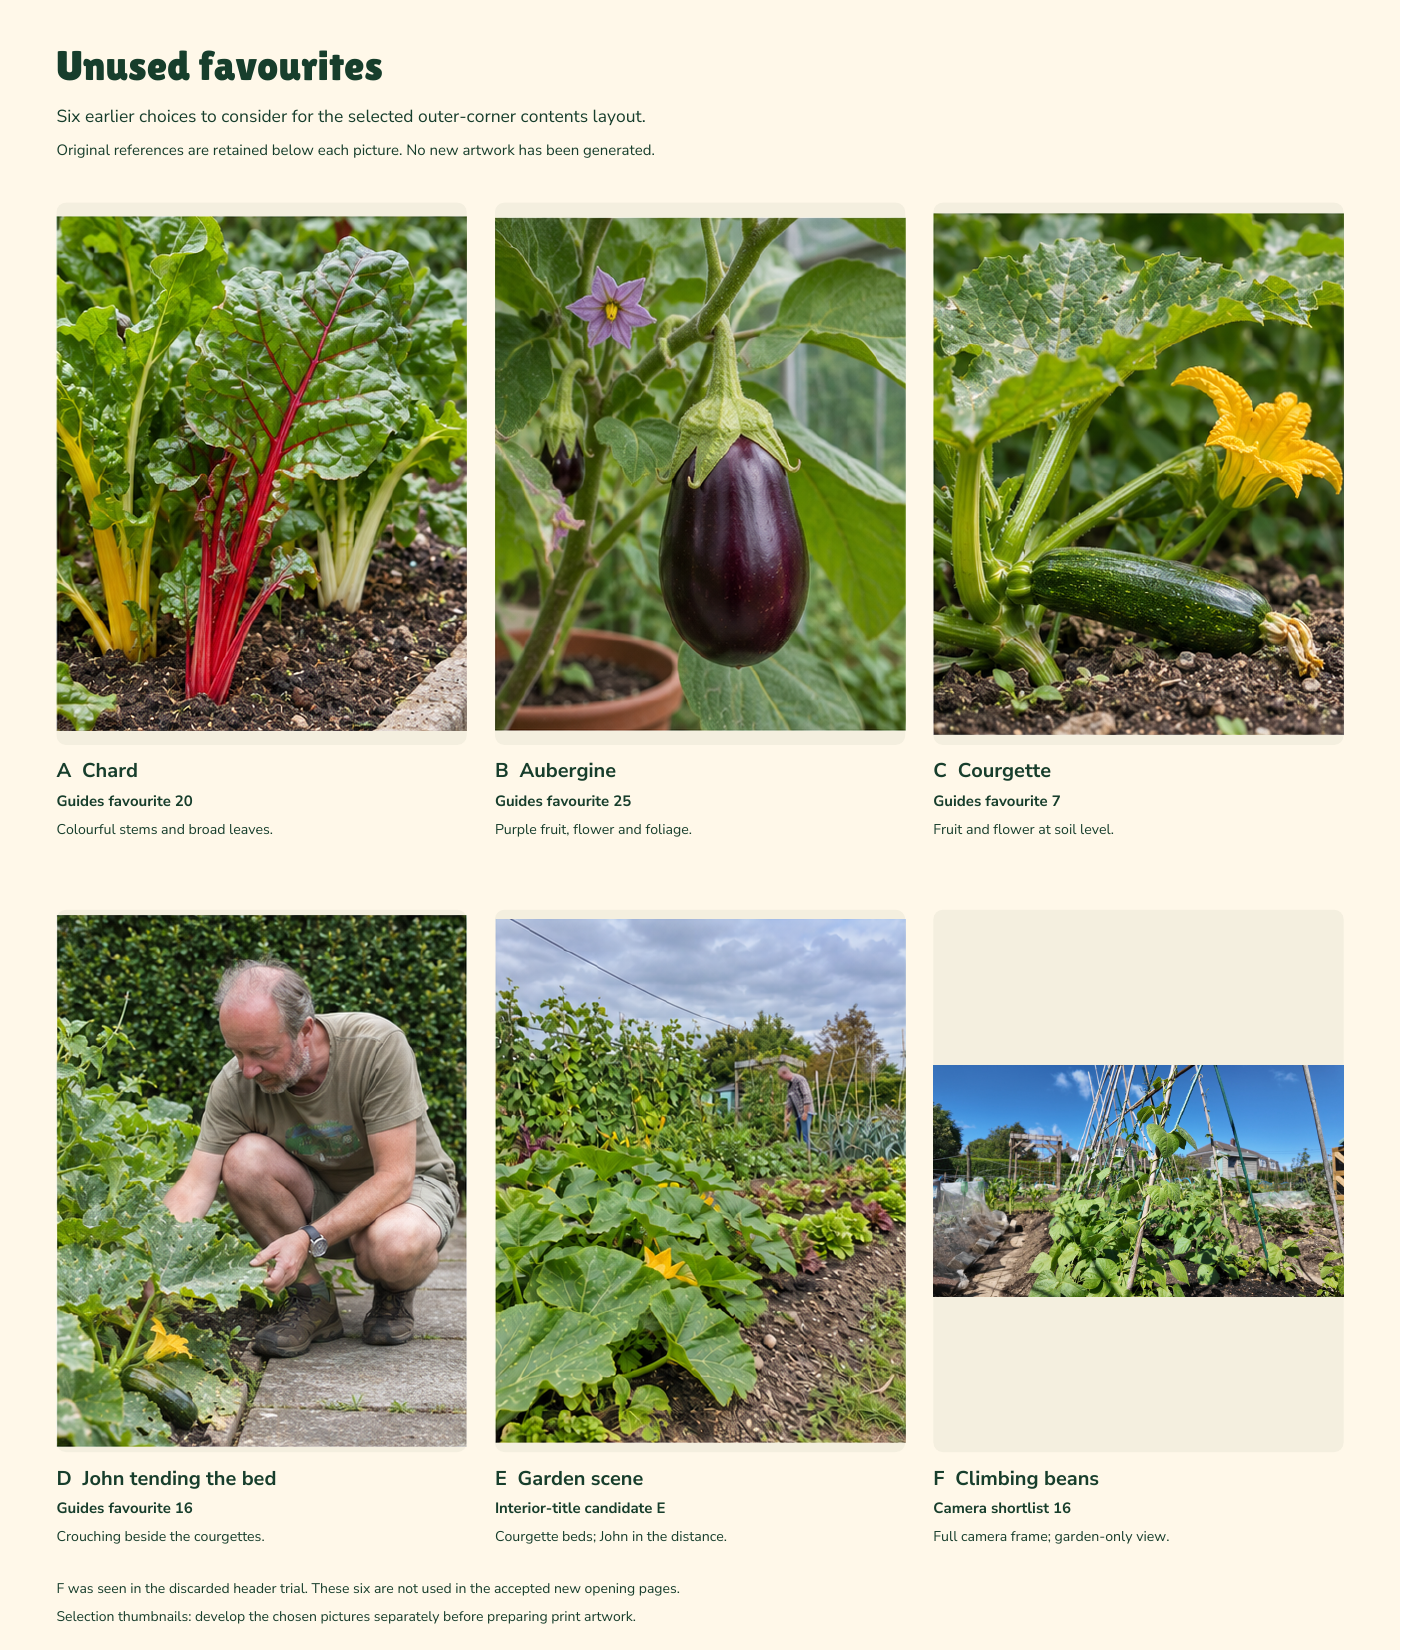 Unused favourites
Six earlier choices to consider for the selected outer-corner contents layout.
Original references are retained below each picture. No new artwork has been generated.
A Chard
Guides favourite 20
Colourful stems and broad leaves.
B Aubergine
Guides favourite 25
Purple fruit, flower and foliage.
C Courgette
Guides favourite 7
Fruit and flower at soil level.
D John tending the bed
Guides favourite 16
Crouching beside the courgettes.
E Garden scene
Interior-title candidate E
Courgette beds; John in the distance.
F Climbing beans
Camera shortlist 16
Full camera frame; garden-only view.
F was seen in the discarded header trial. These six are not used in the accepted new opening pages.
Selection thumbnails: develop the chosen pictures separately before preparing print artwork.